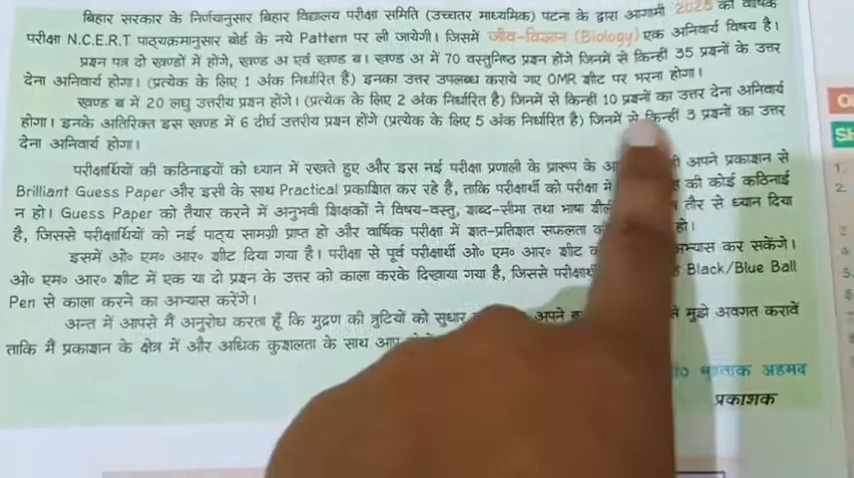 बिहार सरकार के निर्णयानुसार बिहार विद्यालय परीक्षा समिति (उच्चतर माध्यमिक) पटना के द्वारा आगामी 2025 की वार्षिक
परीक्षा N.C.E.R.T पाठ्यक्रमानुसार बोर्ड के नये Pattern पर ली जायेगी। जिसमें जीव-विज्ञान (Biology) एक अनिवार्य विषय है।
प्रश्न पत्र दो खण्डों में होंगे, खण्ड अ एवं खण्ड ब। खण्ड अ में 70 वस्तुनिष्ठ प्रश्न होंगे जिनमें से किन्हीं 35 प्रश्नों के उत्तर
देना अनिवार्य होगा। (प्रत्येक के लिए 1 अंक निर्धारित है) इनका उत्तर उपलब्ध कराये गए OMR शीट पर भरना होगा।
खण्ड ब में 20 लघु उत्तरीय प्रश्न होंगे। (प्रत्येक के लिए 2 अंक निर्धारित है) जिनमें से किन्हीं 10 प्रश्नों का उत्तर देना अनिवार्य
होगा। इनके अतिरिक्त इस खण्ड में 6 दीर्घ उत्तरीय प्रश्न होंगे (प्रत्येक के लिए 5 अंक निर्धारित है) जिनमें से किन्हीं 3 प्रश्नों का उत्तर
देना अनिवार्य होगा।
परीक्षार्थियों की कठिनाइयों को ध्यान में रखते हुए और इस नई परीक्षा प्रणाली के प्रारूप के अपने प्रकाशन से
Brilliant Guess Paper और इसी के साथ Practical प्रकाशित कर रहे है, ताकि परीक्षार्थी को परीक्षा में की कोई कठिनाई
न हो। Guess Paper को तैयार करने में अनुभवी शिक्षकों ने विषय-वस्तु, शब्द-सीमा तथा भाषा तौर से ध्यान दिया
है, जिससे परीक्षार्थियों को नई पाठ्य सामग्री प्राप्त हो और वार्षिक परीक्षा में शत-प्रतिशत सफलता हो।
इसमें ओ० एम० आर० शीट दिया गया है। परीक्षा से पूर्व परीक्षार्थी ओ० एम० आर० शीट अभ्यास कर सकेंगे।
ओ० एम० आर० शीट में एक या दो प्रश्न के उत्तर को काला करके दिखाया गया है, जिससे Black/Blue Ball
Pen से काला करने का अभ्यास करेंगे।
अन्त में आपसे मैं अनुरोध करता हूँ कि मुद्रण की त्रुटियों को सुधार अपने मुझे अवगत करावें
ताकि मैं प्रकाशन के क्षेत्र में और अधिक कुशलता के साथ आप
अहमद
प्रकाशक